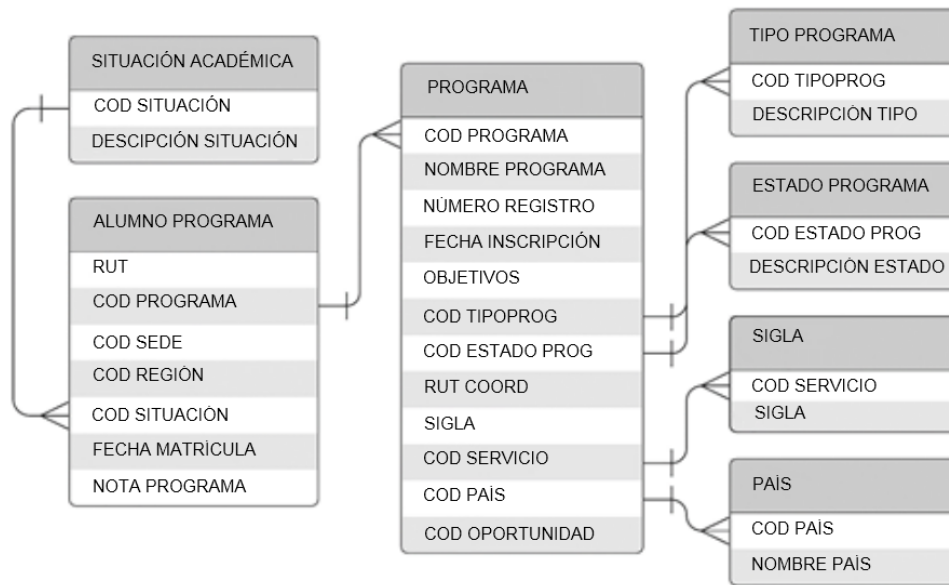 SITUACIÓN ACADÉMICA
COD SITUACIÓN
DESCIPCIÓN SITUACIÓN
ALUMNO PROGRAMA
RUT
COD PROGRAMA
COD SEDE
COD REGIÓN
COD SITUACIÓN
FECHA MATRÍCULA
NOTA PROGRAMA
PROGRAMA
COD PROGRAMA
NOMBRE PROGRAMA
NÚMERO REGISTRO
FECHA INSCRIPCIÓN
OBJETIVOS
COD TIPOPROG
COD ESTADO PROG
RUT COORD
SIGLA
COD SERVICIO
COD PAÍS
COD OPORTUNIDAD
TIPO PROGRAMA
COD TIPOPROG
DESCRIPCIÓN TIPO
ESTADO PROGRAMA
COD ESTADO PROG
DESCRIPCIÓN ESTADO
SIGLA
COD SERVICIO
SIGLA
PAÍS
COD PAÍS
NOMBRE PAÍS